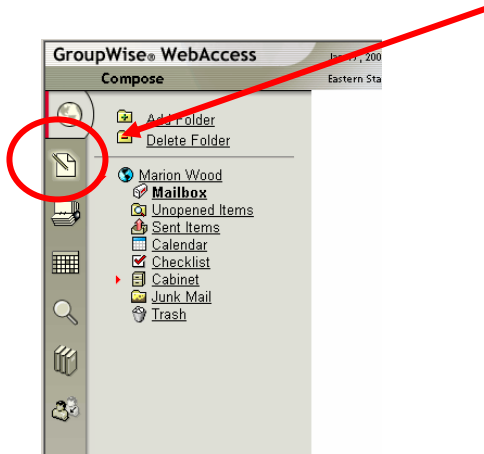 GroupWise® WebAccess
Compose
Eastern Sta
Add Folder
Delete Folder
Marion Wood
Mailbox
Unopened Items
Sent Items
Calendar
Checklist
Cabinet
Junk Mail
Trash